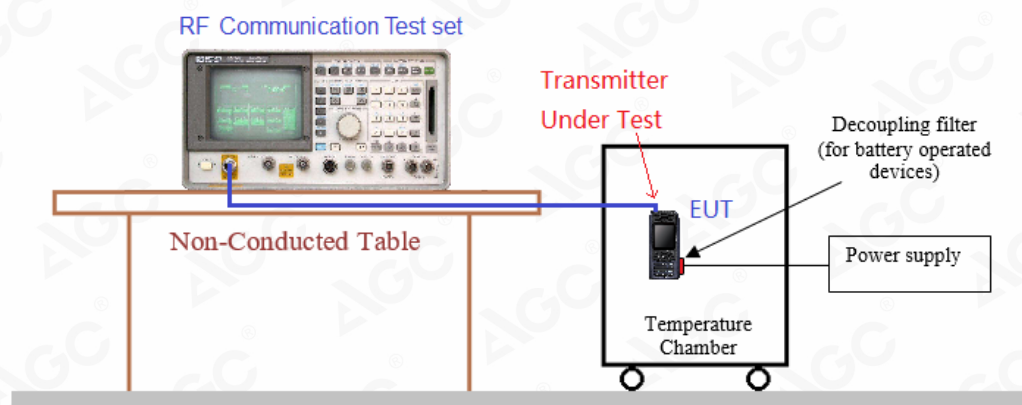 RF Communication Test set
Transmitter
Under Test
Decoupling filter
(for battery operated
devices)
EUT
Non-Conducted Table
Power supply
Temperature
Chamber
AGC